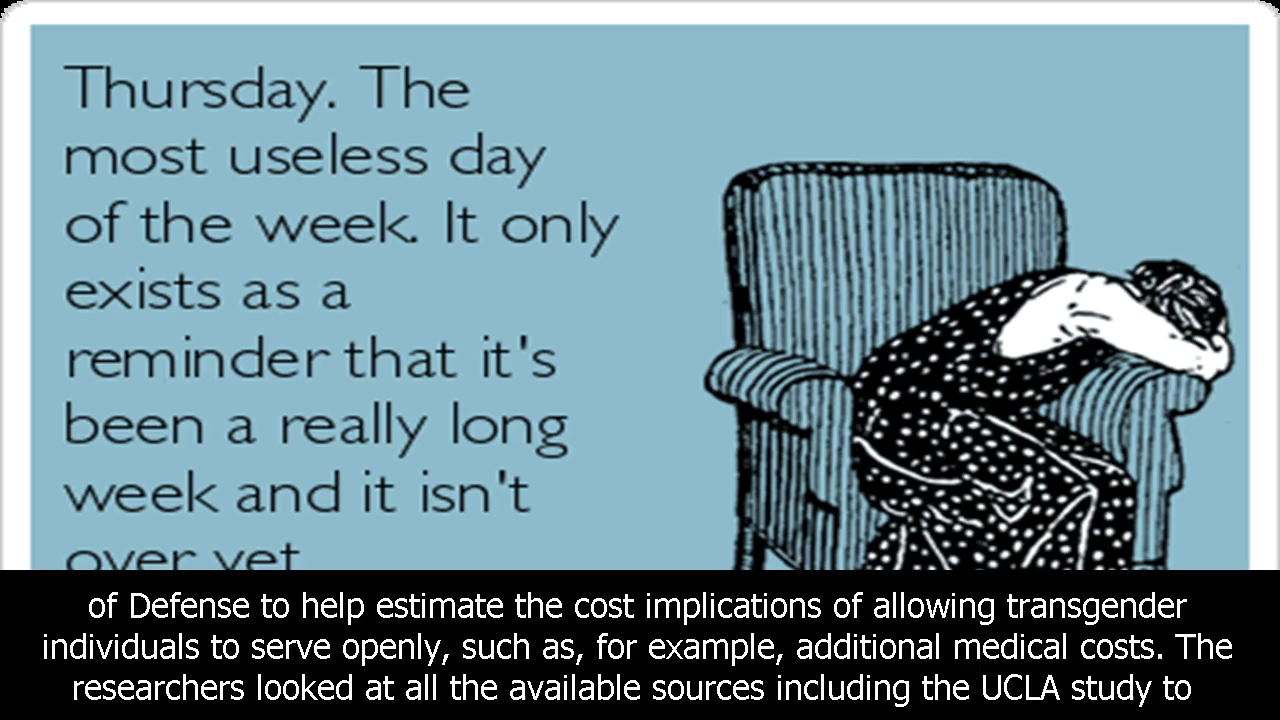 Thursday. The
most useless day
of the week. It only
exists as a
reminder that it's
been a really long
week and it isn't
over yet
of Defense to help estimate the cost implications of allowing transgender
individuals to serve openly, such as, for example, additional medical costs. The
researchers looked at all the available sources including the UCLA study to